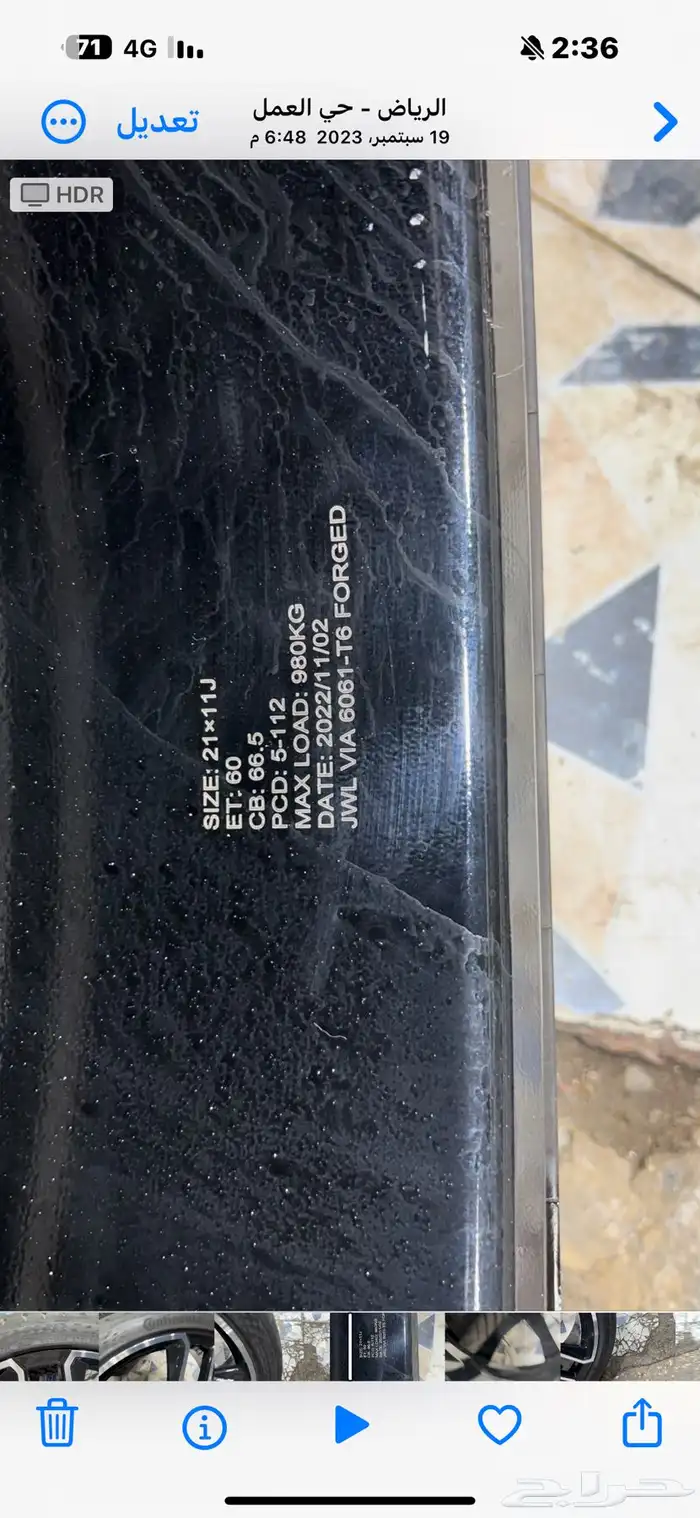 71 4G 2:36
الرياض - حي العمل
تعديل
19 سبتمبر، 2023 6:48 م
HDR
SIZE: 21×11J
ET: 60
CB: 66.5
PCD: 5-112
MAX LOAD: 980KG
DATE: 2022/11/02
JWL VIA 6061-T6 FORGED
حراج